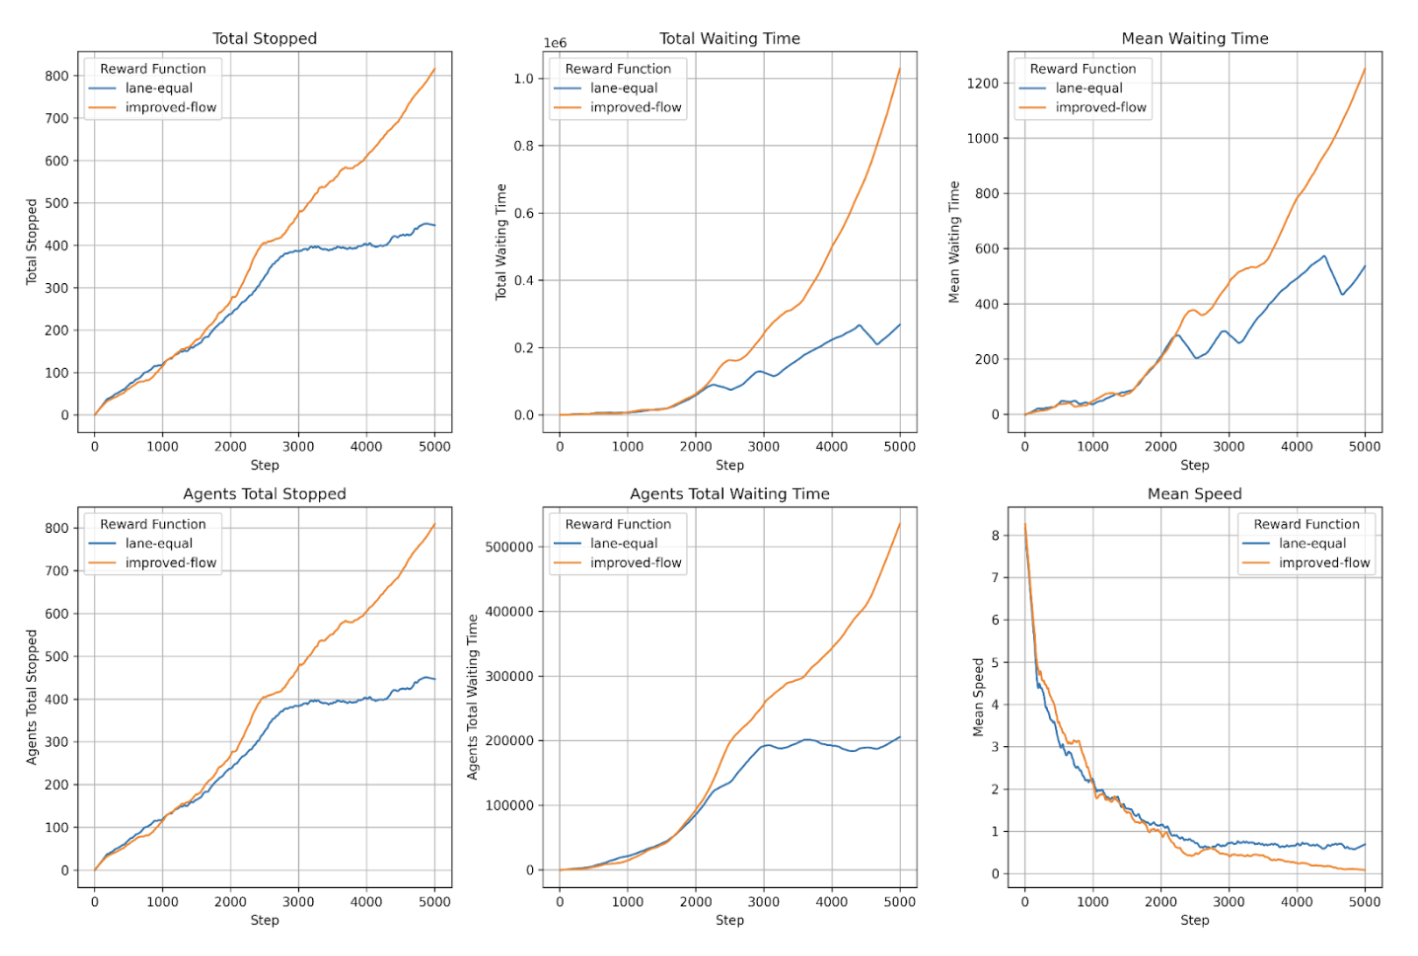 Total Stopped
Reward Function
lane-equal
improved-flow
Total Stopped
800
700
600
500
400
300
200
100
0
0 1000 2000 3000 4000 5000
Step
Total Waiting Time
1e6
Reward Function
lane-equal
improved-flow
Total Waiting Time
1.0
0.8
0.6
0.4
0.2
0.0
0 1000 2000 3000 4000 5000
Step
Mean Waiting Time
Reward Function
lane-equal
improved-flow
Mean Waiting Time
1200
1000
800
600
400
200
0
0 1000 2000 3000 4000 5000
Step
Agents Total Stopped
Reward Function
lane-equal
improved-flow
Agents Total Stopped
800
700
600
500
400
300
200
100
0
0 1000 2000 3000 4000 5000
Step
Agents Total Waiting Time
Reward Function
lane-equal
improved-flow
Agents Total Waiting Time
500000
400000
300000
200000
100000
0
0 1000 2000 3000 4000 5000
Step
Mean Speed
Reward Function
lane-equal
improved-flow
Mean Speed
8
7
6
5
4
3
2
1
0
0 1000 2000 3000 4000 5000
Step